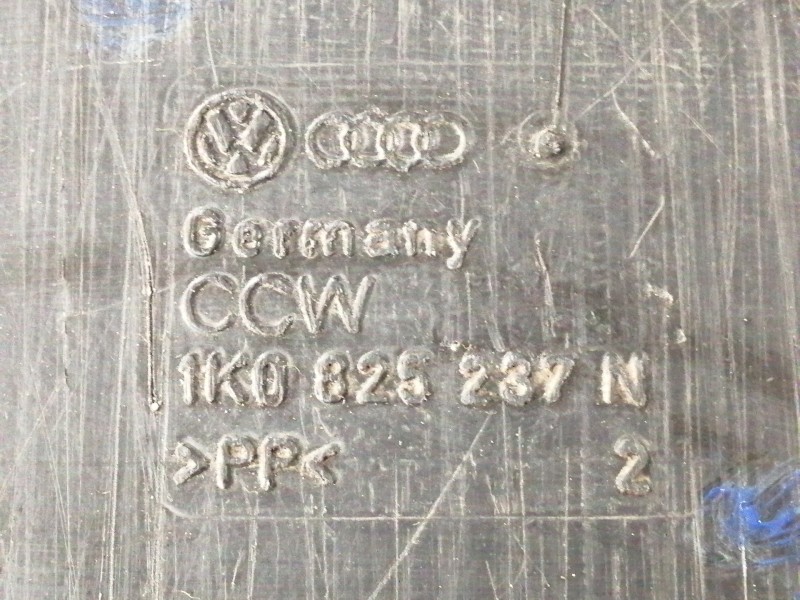 Germany
CCW
1K0 825 237 N
>PP< 2